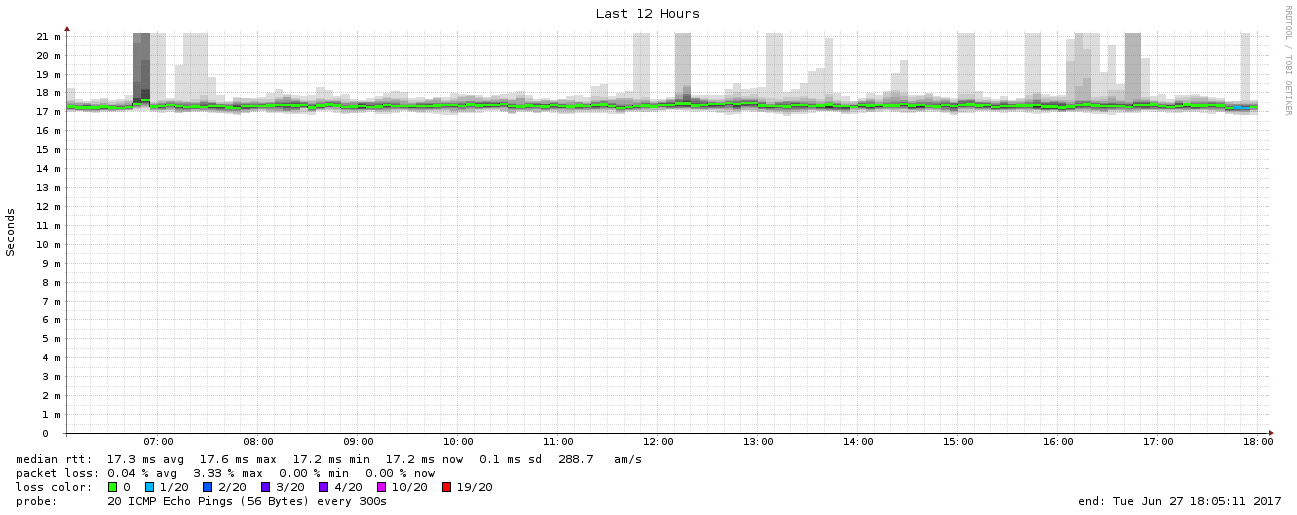 Last 12 Hours
RRDTOOL / TOBI OETIKER
21 m
20 m
19 m
18 m
17 m
16 m
15 m
14 m
13 m
12 m
11 m
10 m
9 m
8 m
7 m
6 m
5 m
4 m
3 m
2 m
1 m
0
Seconds
07:00 08:00 09:00 10:00 11:00 12:00 13:00 14:00 15:00 16:00 17:00 18:00
median rtt: 17.3 ms avg 17.6 ms max 17.2 ms min 17.2 ms now 0.1 ms sd 288.7 am/s
packet loss: 0.04 % avg 3.33 % max 0.00 % min 0.00 % now
loss color: 0 1/20 2/20 3/20 4/20 10/20 19/20
probe: 20 ICMP Echo Pings (56 Bytes) every 300s end: Tue Jun 27 18:05:11 2017